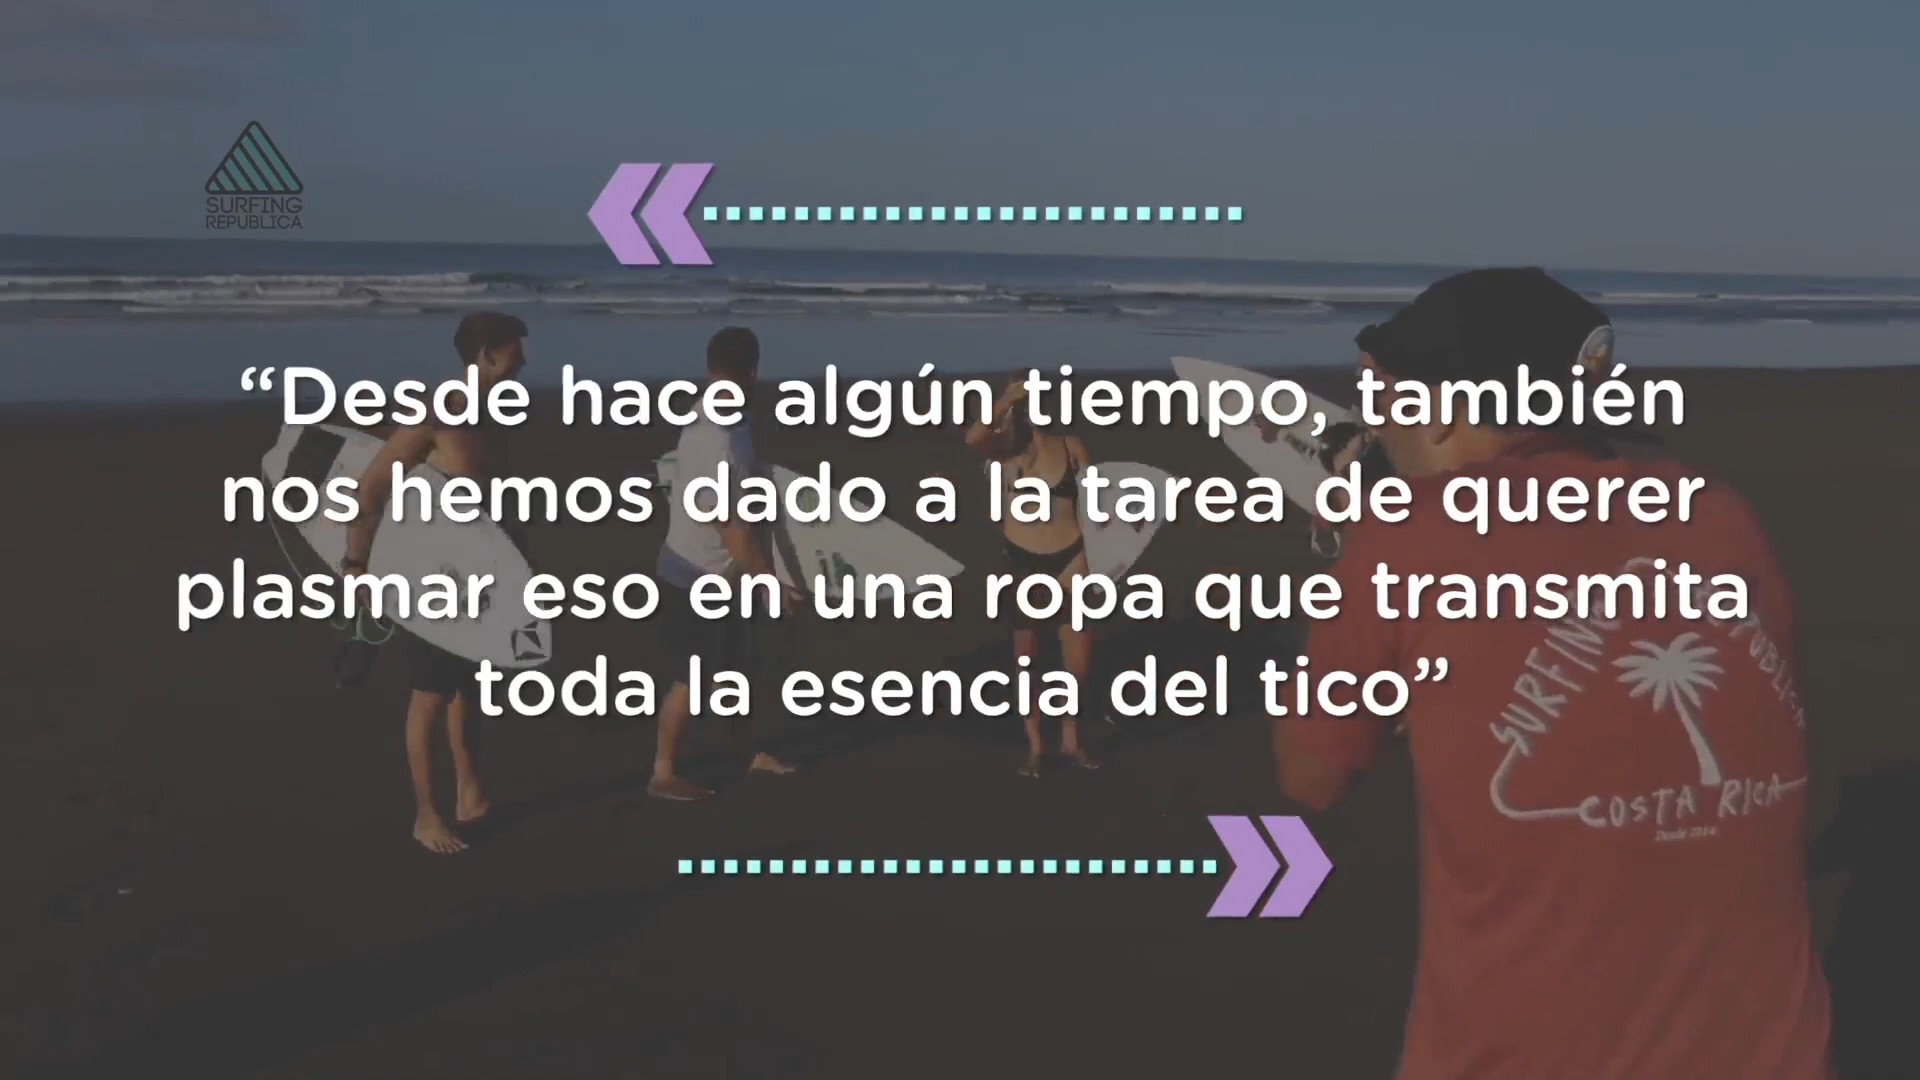 SURFING
REPUBLICA
“Desde hace algún tiempo, también
nos hemos dado a la tarea de querer
plasmar eso en una ropa que transmita
toda la esencia del tico”
SURFING REPUBLICA
COSTA RICA